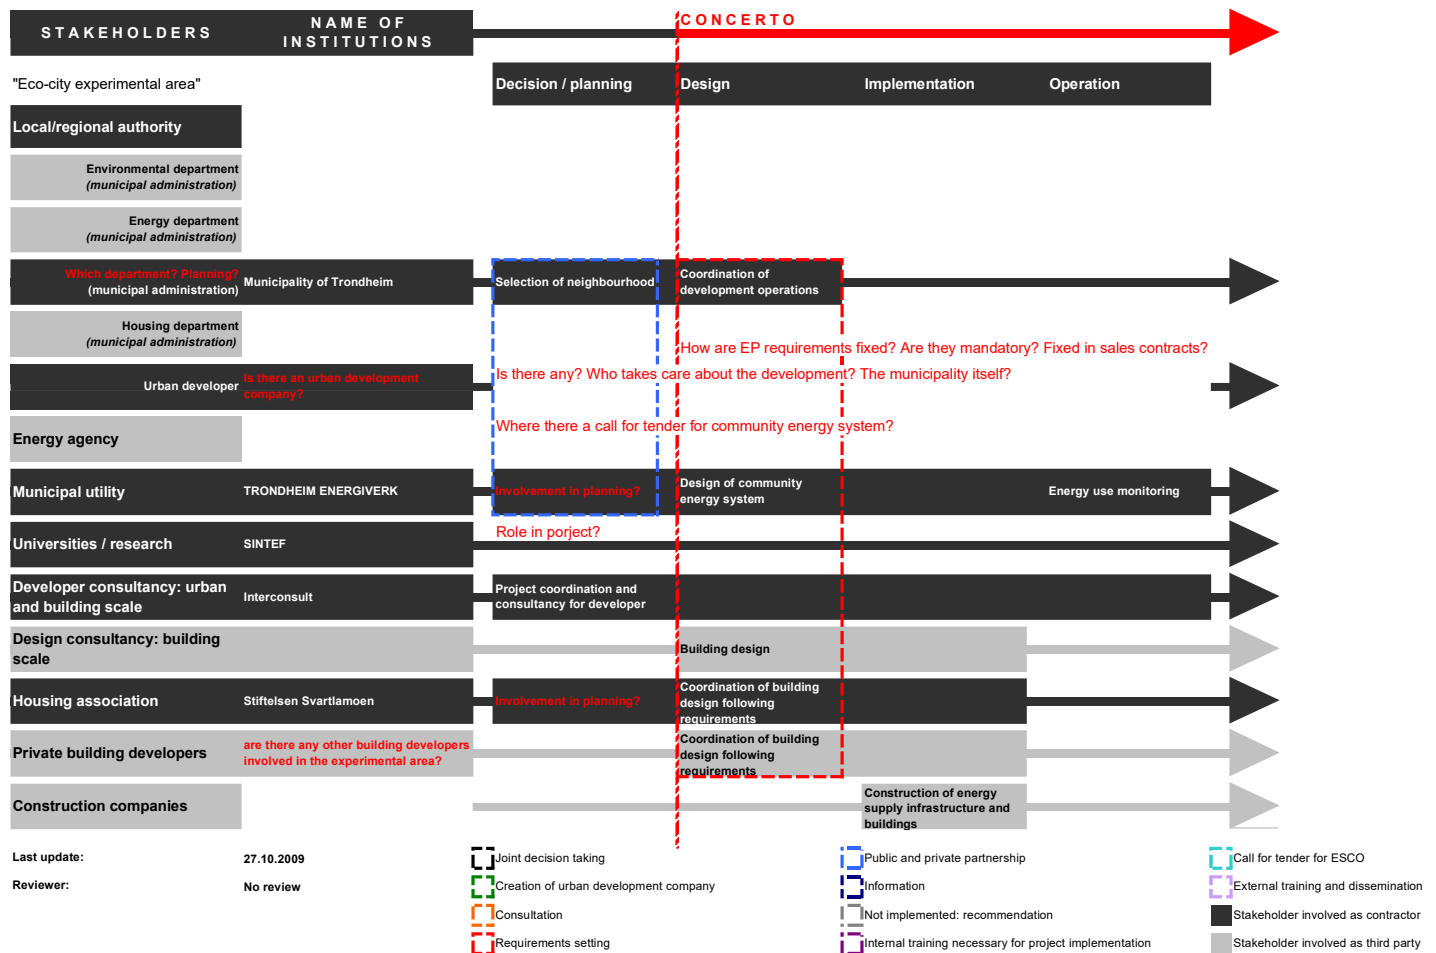 STAKEHOLDERS
NAME OF
INSTITUTIONS
CONCERTO
"Eco-city experimental area"
Decision / planning
Design
Implementation
Operation
Local/regional authority
Environmental department
(municipal administration)
Energy department
(municipal administration)
Which department? Planning?
(municipal administration)
Municipality of Trondheim
Selection of neighbourhood
Coordination of
development operations
Housing department
(municipal administration)
How are EP requirements fixed? Are they mandatory? Fixed in sales contracts?
Urban developer
Is there an urban development
company?
Is there any? Who takes care about the development? The municipality itself?
Energy agency
Where there a call for tender for community energy system?
Municipal utility
TRONDHEIM ENERGIVERK
Involvement in planning?
Design of community
energy system
Energy use monitoring
Universities / research
SINTEF
Role in porject?
Developer consultancy: urban
and building scale
Interconsult
Project coordination and
consultancy for developer
Design consultancy: building
scale
Building design
Housing association
Stiftelsen Svartlamoen
Involvement in planning?
Coordination of building
design following
requirements
Private building developers
are there any other building developers
involved in the experimental area?
Coordination of building
design following
requirements
Construction companies
Construction of energy
supply infrastructure and
buildings
Last update:
27.10.2009
Reviewer:
No review
Joint decision taking
Creation of urban development company
Consultation
Requirements setting
Public and private partnership
Information
Not implemented: recommendation
Internal training necessary for project implementation
Call for tender for ESCO
External training and dissemination
Stakeholder involved as contractor
Stakeholder involved as third party